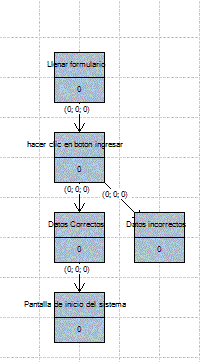 Llenar formulario
0
(0; 0; 0)
hacer clic en boton ingresar
0
(0; 0; 0)
(0; 0; 0)
Datos Correctos
0
Datos incorrectos
0
(0; 0; 0)
Pantalla de inicio del sistema
0